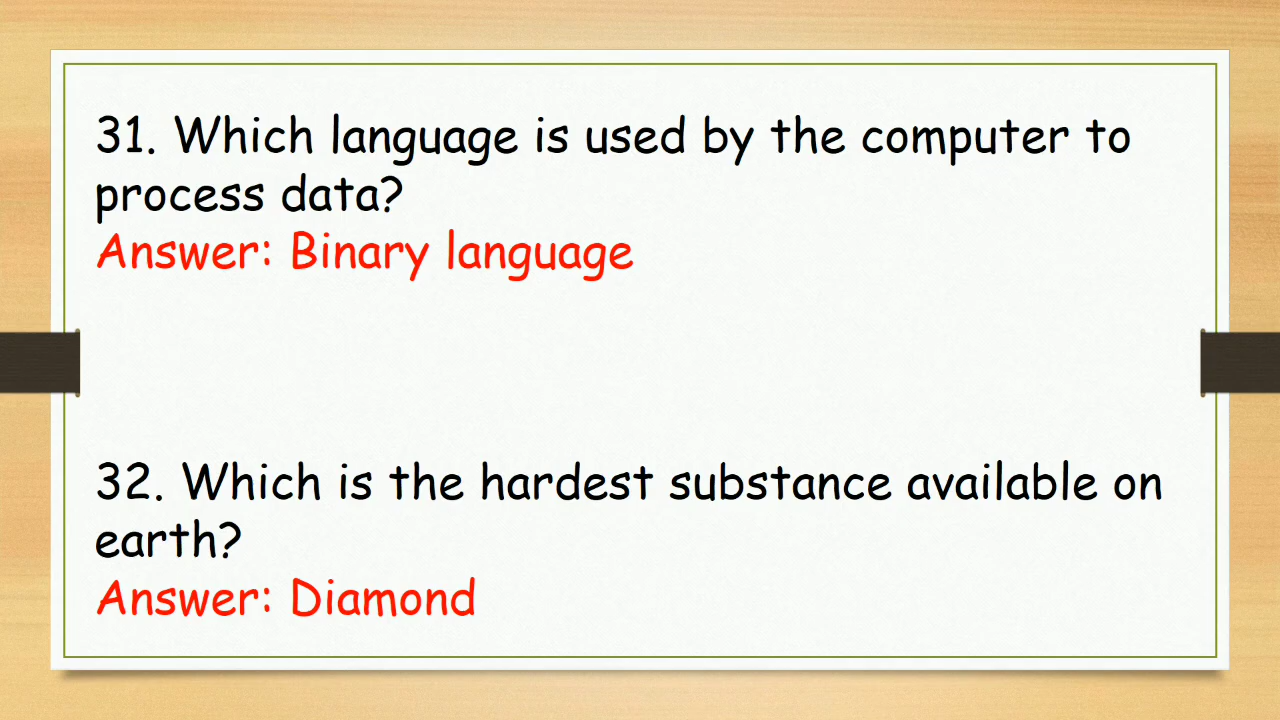 31. Which language is used by the computer to
process data?
Answer: Binary language
32. Which is the hardest substance available on
earth?
Answer: Diamond